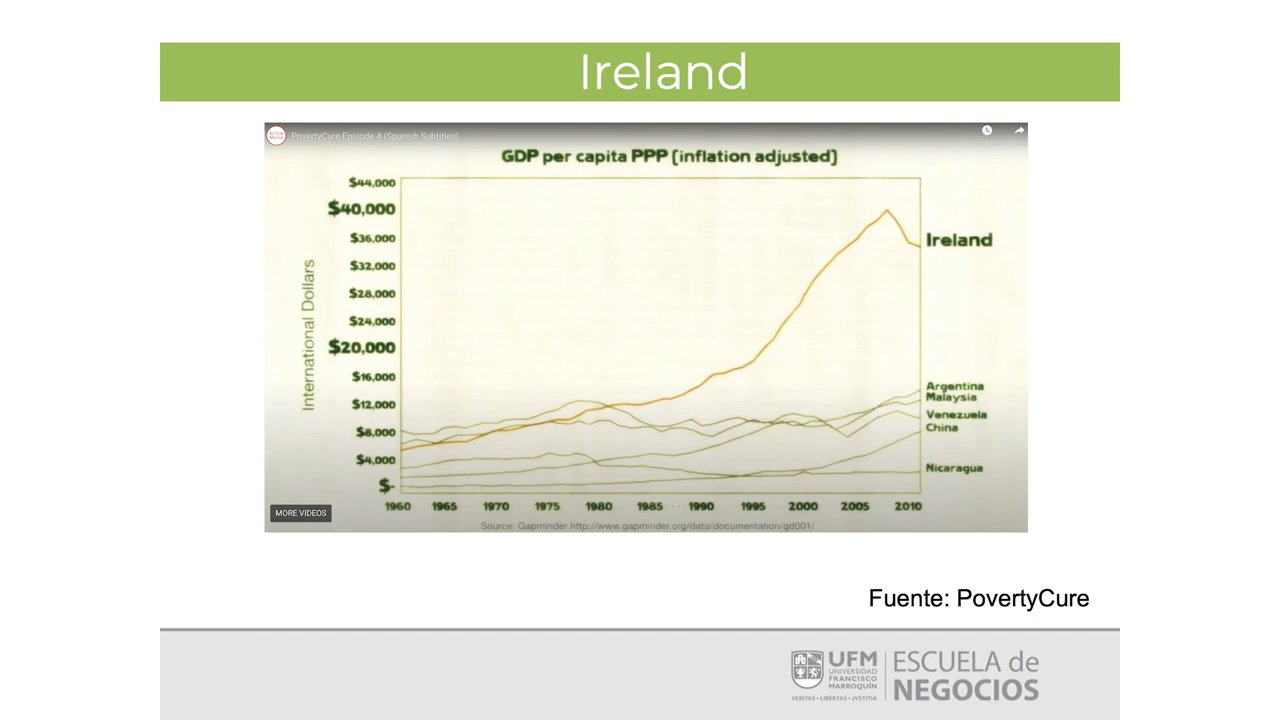 Ireland
PovertyCure Episode 4 (Spanish Subtitles)
GDP per capita PPP (inflation adjusted)
International Dollars
$44,000
$40,000
$36,000
$32,000
$28,000
$24,000
$20,000
$16,000
$12,000
$8,000
$4,000
$-
Ireland
Argentina
Malaysia
Venezuela
China
Nicaragua
1960 1965 1970 1975 1980 1985 1990 1995 2000 2005 2010
Source: Gapminder http://www.gapminder.org/data/documentation/gd001/
MORE VIDEOS
Fuente: PovertyCure
UFM
UNIVERSIDAD
FRANCISCO
MARROQUÍN
VERITAS • LIBERTAS • JVSTITIA
ESCUELA de
NEGOCIOS